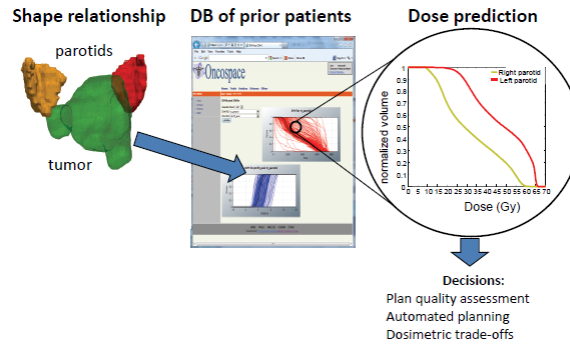 Shape relationship
DB of prior patients
Dose prediction
parotids
tumor
Oncospace
Right parotid
Left parotid
normalized volume
1
0.9
0.8
0.7
0.6
0.5
0.4
0.3
0.2
0.1
0
0 5 10 15 20 25 30 35 40 45 50 55 60 65 70
Dose (Gy)
Decisions:
Plan quality assessment
Automated planning
Dosimetric trade-offs